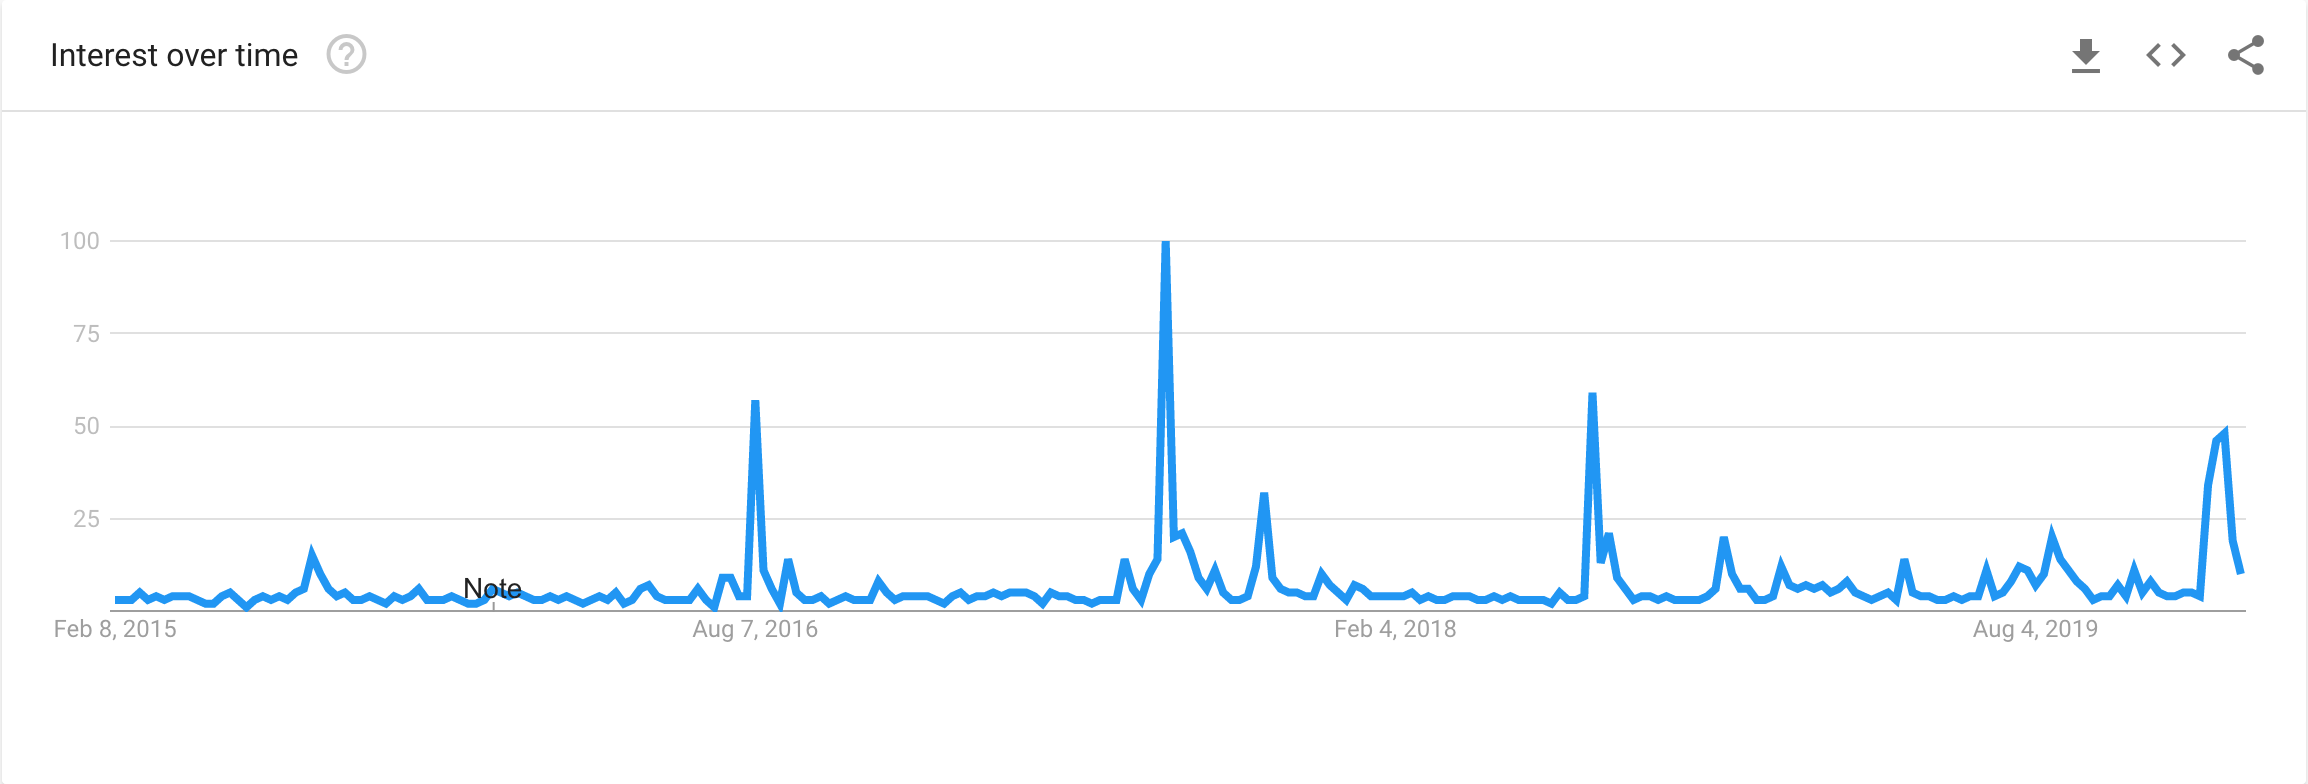 Interest over time
100
75
50
25
Note
Feb 8, 2015
Aug 7, 2016
Feb 4, 2018
Aug 4, 2019